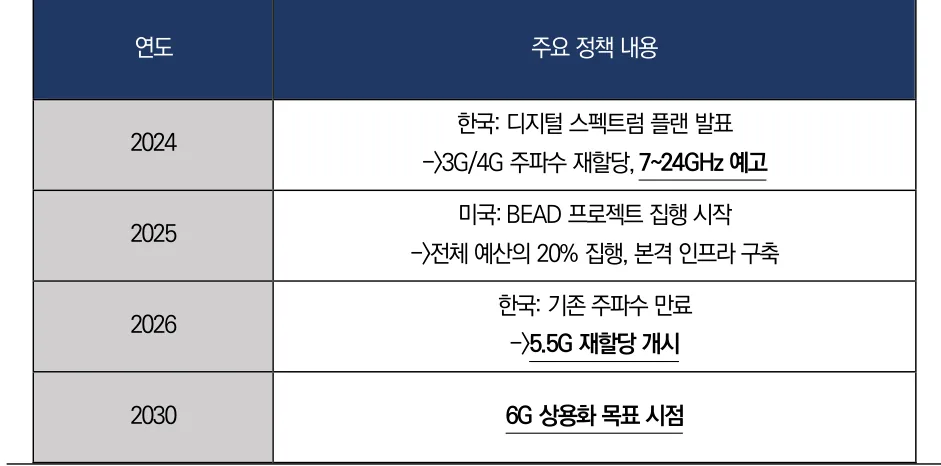 연도
주요 정책 내용
2024
한국: 디지털 스펙트럼 플랜 발표
->3G/4G 주파수 재할당, 7~24GHz 예고
2025
미국: BEAD 프로젝트 집행 시작
->전체 예산의 20% 집행, 본격 인프라 구축
2026
한국: 기존 주파수 만료
->5.5G 재할당 개시
2030
6G 상용화 목표 시점